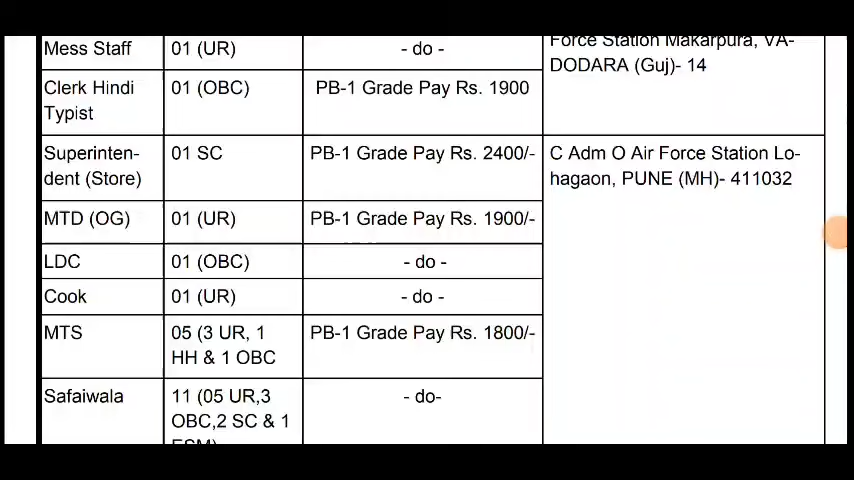 Mess Staff 01 (UR) - do - Force Station Makarpura, VA-
DODARA (Guj)- 14
Clerk Hindi 01 (OBC) PB-1 Grade Pay Rs. 1900
Typist
Superinten- 01 SC PB-1 Grade Pay Rs. 2400/- C Adm O Air Force Station Lo-
dent (Store) hagaon, PUNE (MH)- 411032
MTD (OG) 01 (UR) PB-1 Grade Pay Rs. 1900/-
LDC 01 (OBC) - do -
Cook 01 (UR) - do -
MTS 05 (3 UR, 1 PB-1 Grade Pay Rs. 1800/-
HH & 1 OBC
Safaiwala 11 (05 UR,3 - do-
OBC,2 SC & 1
ESM)